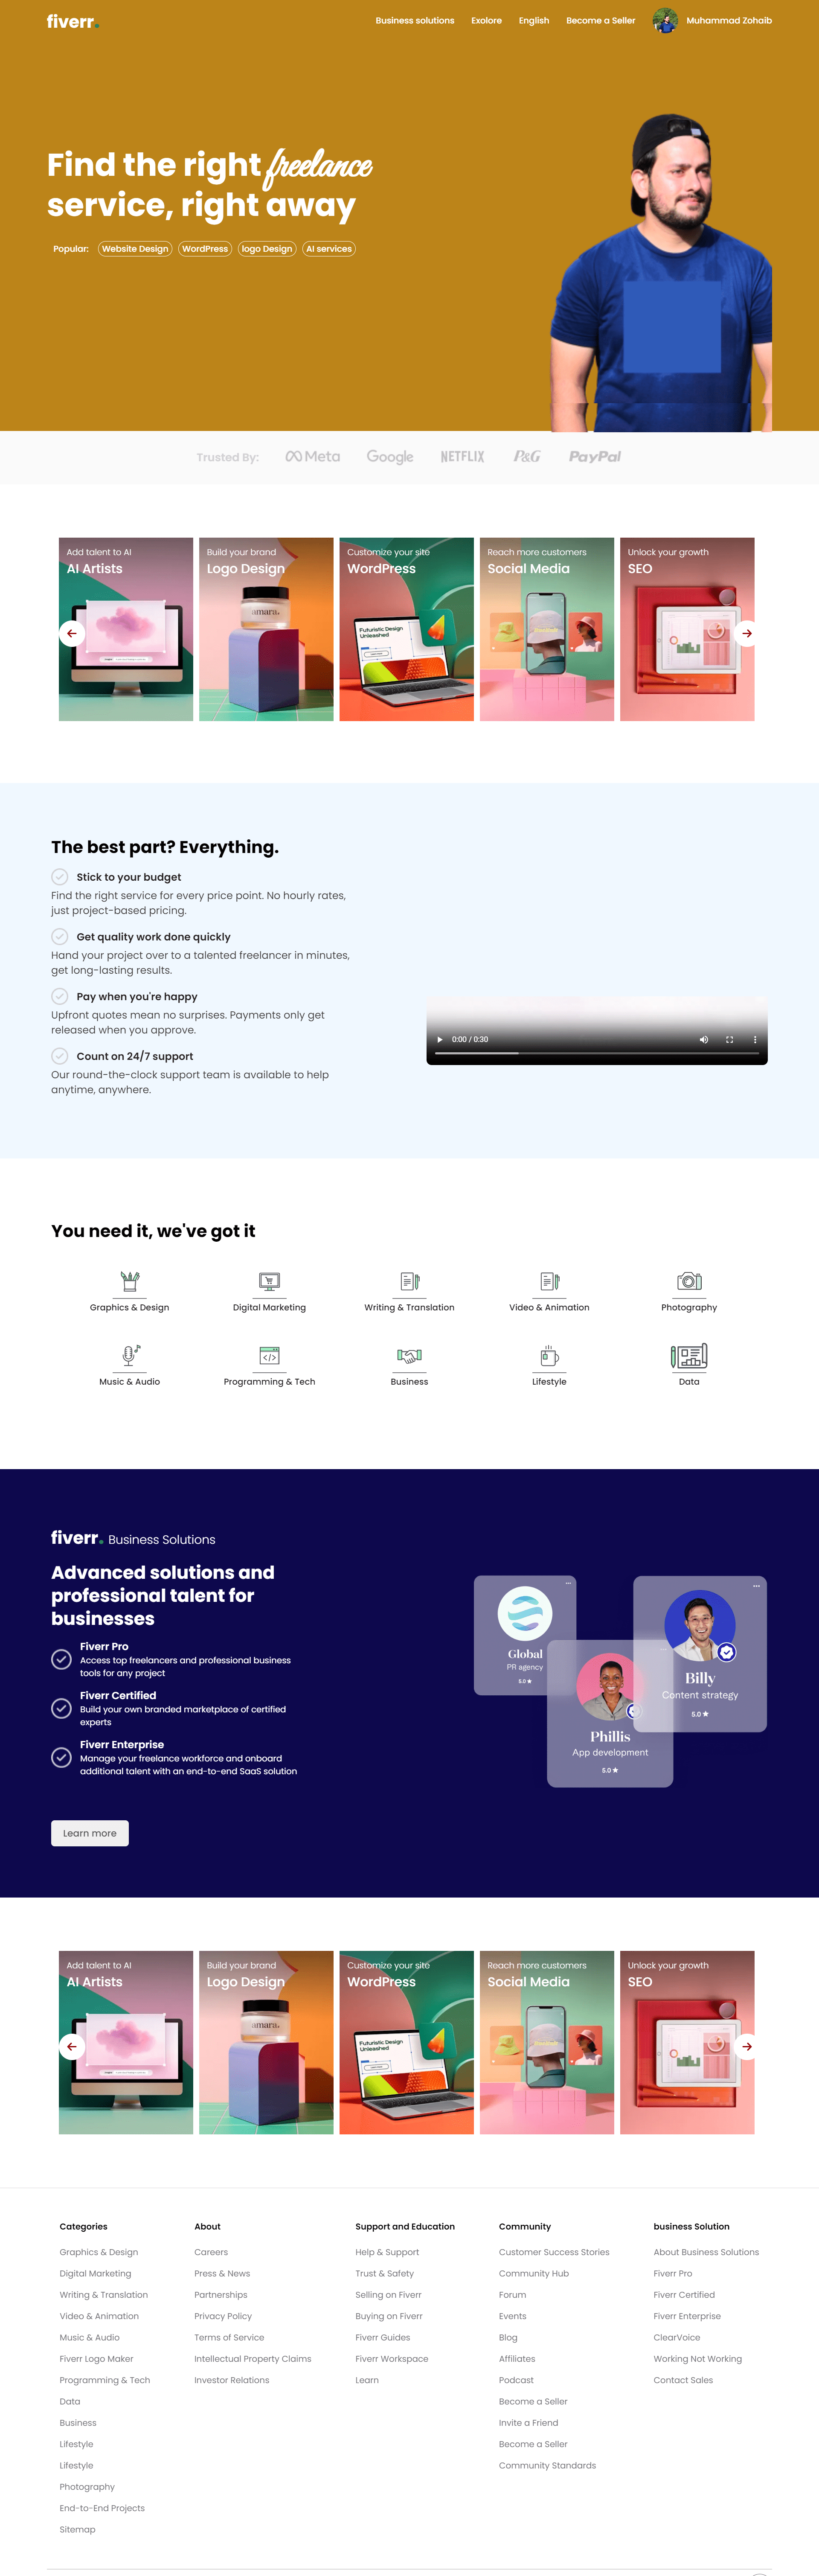 fiverr.
Business solutions
Exolore
English
Become a Seller
Muhammad Zohaib
Find the right freelance
service, right away
Popular:
Website Design
WordPress
logo Design
AI services
Trusted By:
Meta
Google
NETFLIX
P&G
PayPal
Add talent to AI
AI Artists
Build your brand
Logo Design
amara.
Customize your site
WordPress
Futuristic Design
Unleashed
Reach more customers
Social Media
Unlock your growth
SEO
The best part? Everything.
Stick to your budget
Find the right service for every price point. No hourly rates,
just project-based pricing.
Get quality work done quickly
Hand your project over to a talented freelancer in minutes,
get long-lasting results.
Pay when you're happy
Upfront quotes mean no surprises. Payments only get
released when you approve.
Count on 24/7 support
Our round-the-clock support team is available to help
anytime, anywhere.
0:00 / 0:30
You need it, we've got it
Graphics & Design
Digital Marketing
Writing & Translation
Video & Animation
Photography
Music & Audio
Programming & Tech
Business
Lifestyle
Data
fiverr. Business Solutions
Advanced solutions and
professional talent for
businesses
Fiverr Pro
Access top freelancers and professional business
tools for any project
Fiverr Certified
Build your own branded marketplace of certified
experts
Fiverr Enterprise
Manage your freelance workforce and onboard
additional talent with an end-to-end SaaS solution
Learn more
Global
PR agency
5.0
Phillis
App development
5.0
Billy
Content strategy
5.0
Add talent to AI
AI Artists
Build your brand
Logo Design
amara.
Customize your site
WordPress
Futuristic Design
Unleashed
Reach more customers
Social Media
Unlock your growth
SEO
Categories
Graphics & Design
Digital Marketing
Writing & Translation
Video & Animation
Music & Audio
Fiverr Logo Maker
Programming & Tech
Data
Business
Lifestyle
Lifestyle
Photography
End-to-End Projects
Sitemap
About
Careers
Press & News
Partnerships
Privacy Policy
Terms of Service
Intellectual Property Claims
Investor Relations
Support and Education
Help & Support
Trust & Safety
Selling on Fiverr
Buying on Fiverr
Fiverr Guides
Fiverr Workspace
Learn
Community
Customer Success Stories
Community Hub
Forum
Events
Blog
Affiliates
Podcast
Become a Seller
Invite a Friend
Become a Seller
Community Standards
business Solution
About Business Solutions
Fiverr Pro
Fiverr Certified
Fiverr Enterprise
ClearVoice
Working Not Working
Contact Sales